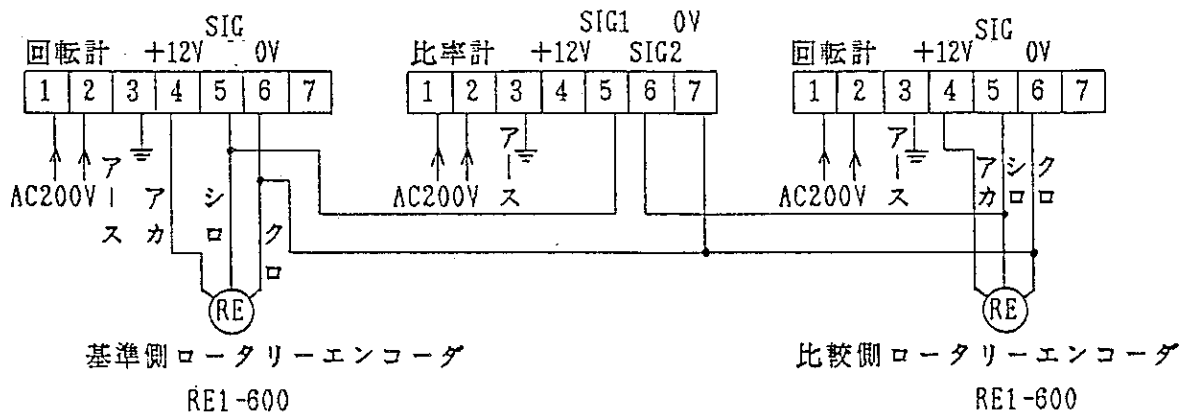 SIG
回転計 +12V 0V
1 2 3 4 5 6 7
SIG1 0V
比率計 +12V SIG2
1 2 3 4 5 6 7
SIG
回転計 +12V 0V
1 2 3 4 5 6 7
AC200V
アース
アカ
シロ
クロ
AC200V
アース
AC200V
アース
アカ
シロ
クロ
RE
RE
基準側ロータリーエンコーダ
RE1-600
比較側ロータリーエンコーダ
RE1-600